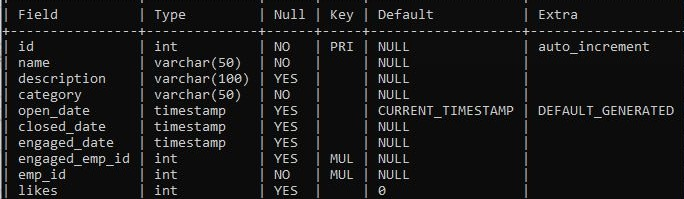 | Field | Type | Null | Key | Default | Extra
+----------------+--------------+------+-----+-------------------+-------------------
| id | int | NO | PRI | NULL | auto_increment
| name | varchar(50) | NO | | NULL |
| description | varchar(100) | YES | | NULL |
| category | varchar(50) | NO | | NULL |
| open_date | timestamp | YES | | CURRENT_TIMESTAMP | DEFAULT_GENERATED
| closed_date | timestamp | YES | | NULL |
| engaged_date | timestamp | YES | | NULL |
| engaged_emp_id | int | YES | MUL | NULL |
| emp_id | int | NO | MUL | NULL |
| likes | int | YES | | 0 |